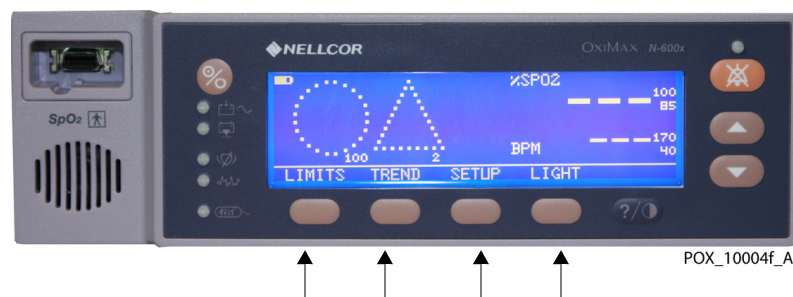 NELLCOR
OXIMAX N-600x
%
%SPO2
100
85
SpO2
BPM
170
40
100
2
LIMITS TREND SETUP LIGHT
?/
POX_10004f_A